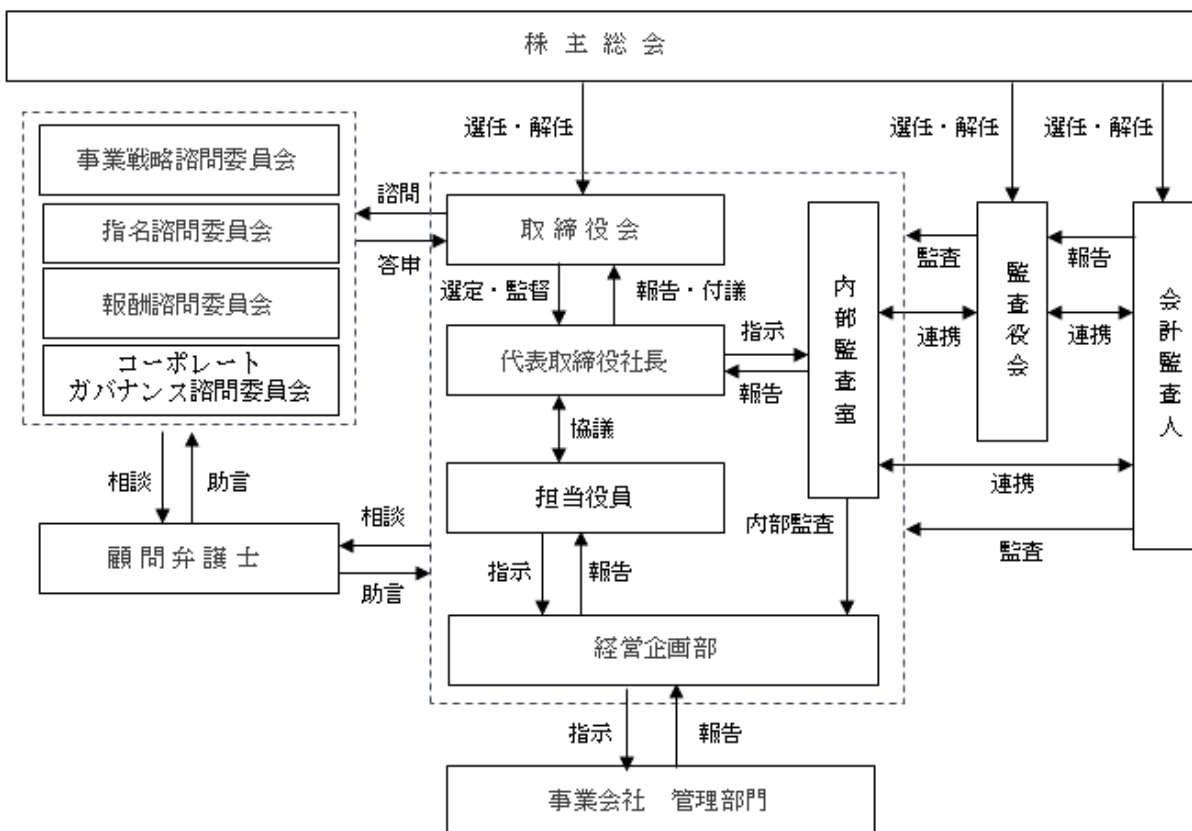 株主総会
選任・解任
選任・解任
選任・解任
事業戦略諮問委員会
指名諮問委員会
報酬諮問委員会
コーポレート
ガバナンス諮問委員会
諮問
答申
取締役会
選定・監督
報告・付議
代表取締役社長
指示
報告
協議
担当役員
指示
報告
内部監査室
内部監査
経営企画部
監査
連携
監査役会
報告
連携
会計監査人
連携
監査
相談
助言
顧問弁護士
相談
助言
指示
報告
事業会社　管理部門